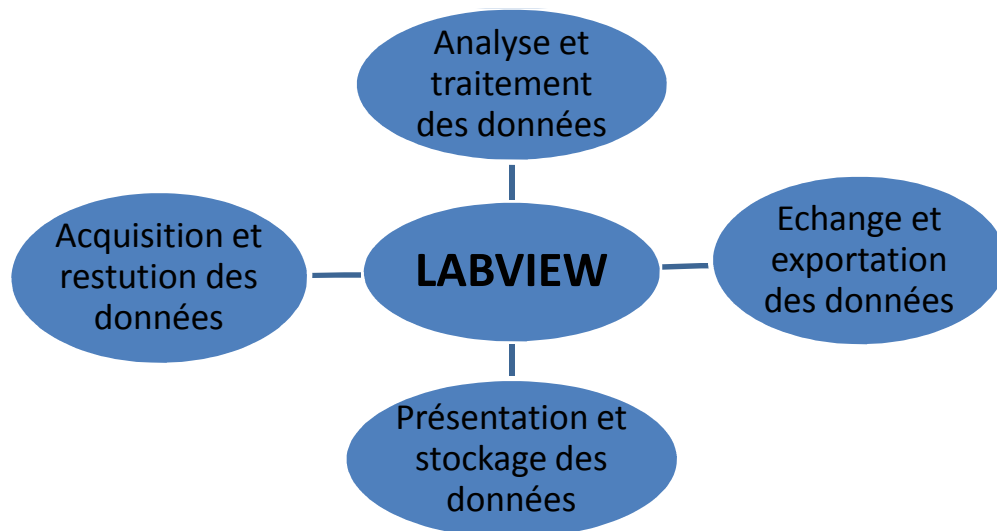 Analyse et
traitement
des données
Acquisition et
restution des
données
LABVIEW
Echange et
exportation
des données
Présentation et
stockage des
données